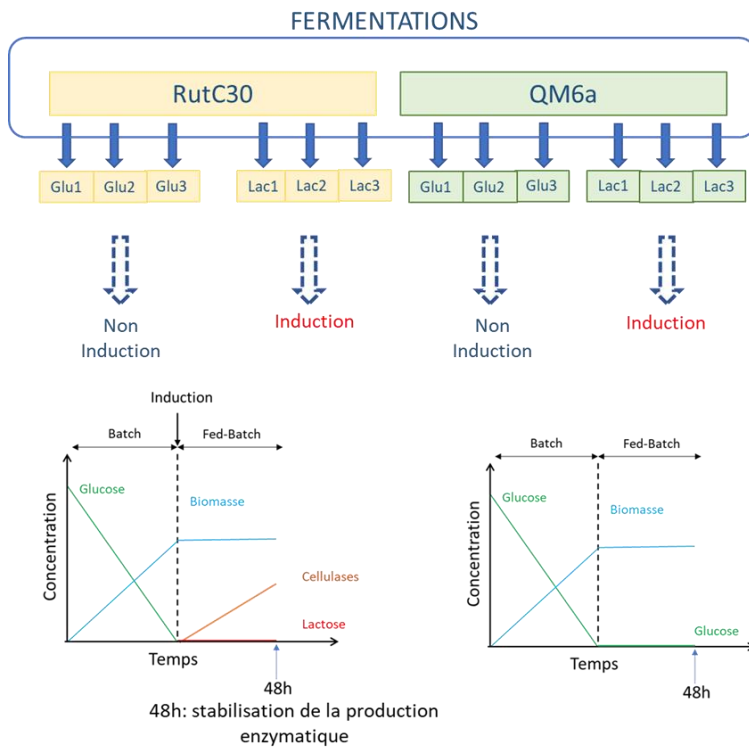 FERMENTATIONS
RutC30
QM6a
Glu1 Glu2 Glu3 Lac1 Lac2 Lac3 Glu1 Glu2 Glu3 Lac1 Lac2 Lac3
Non
Induction
Induction
Non
Induction
Induction
Induction
Batch Fed-Batch
Glucose
Biomasse
Cellulases
Lactose
Concentration
Temps
48h
48h: stabilisation de la production
enzymatique
Batch Fed-Batch
Glucose
Biomasse
Glucose
Concentration
Temps
48h